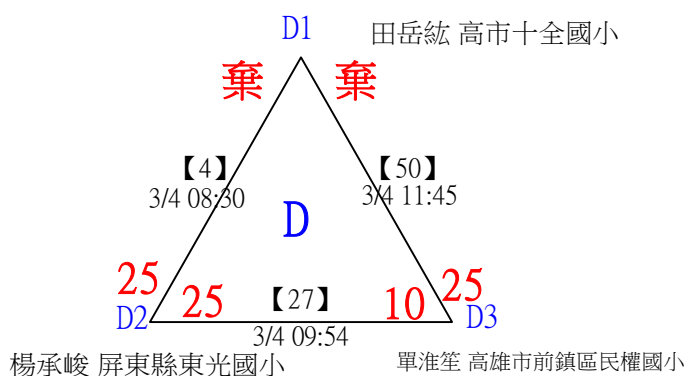 D1
田岳紘 高市十全國小
棄 棄
【4】
3/4 08:30
【50】
3/4 11:45
D
25
25
【27】
10
25
D2
D3
3/4 09:54
楊承峻 屏東縣東光國小
單淮笙 高雄市前鎮區民權國小